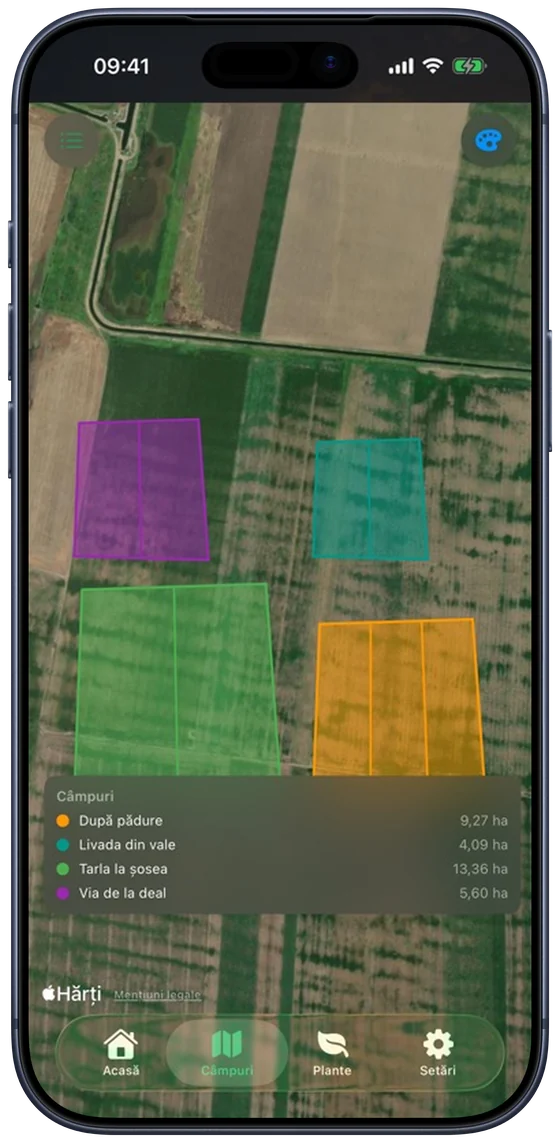 09:41
Câmpuri
După pădure 9,27 ha
Livada din vale 4,09 ha
Tarla la șosea 13,36 ha
Via de la deal 5,60 ha
Hărți Mențiuni legale
Acasă Câmpuri Plante Setări